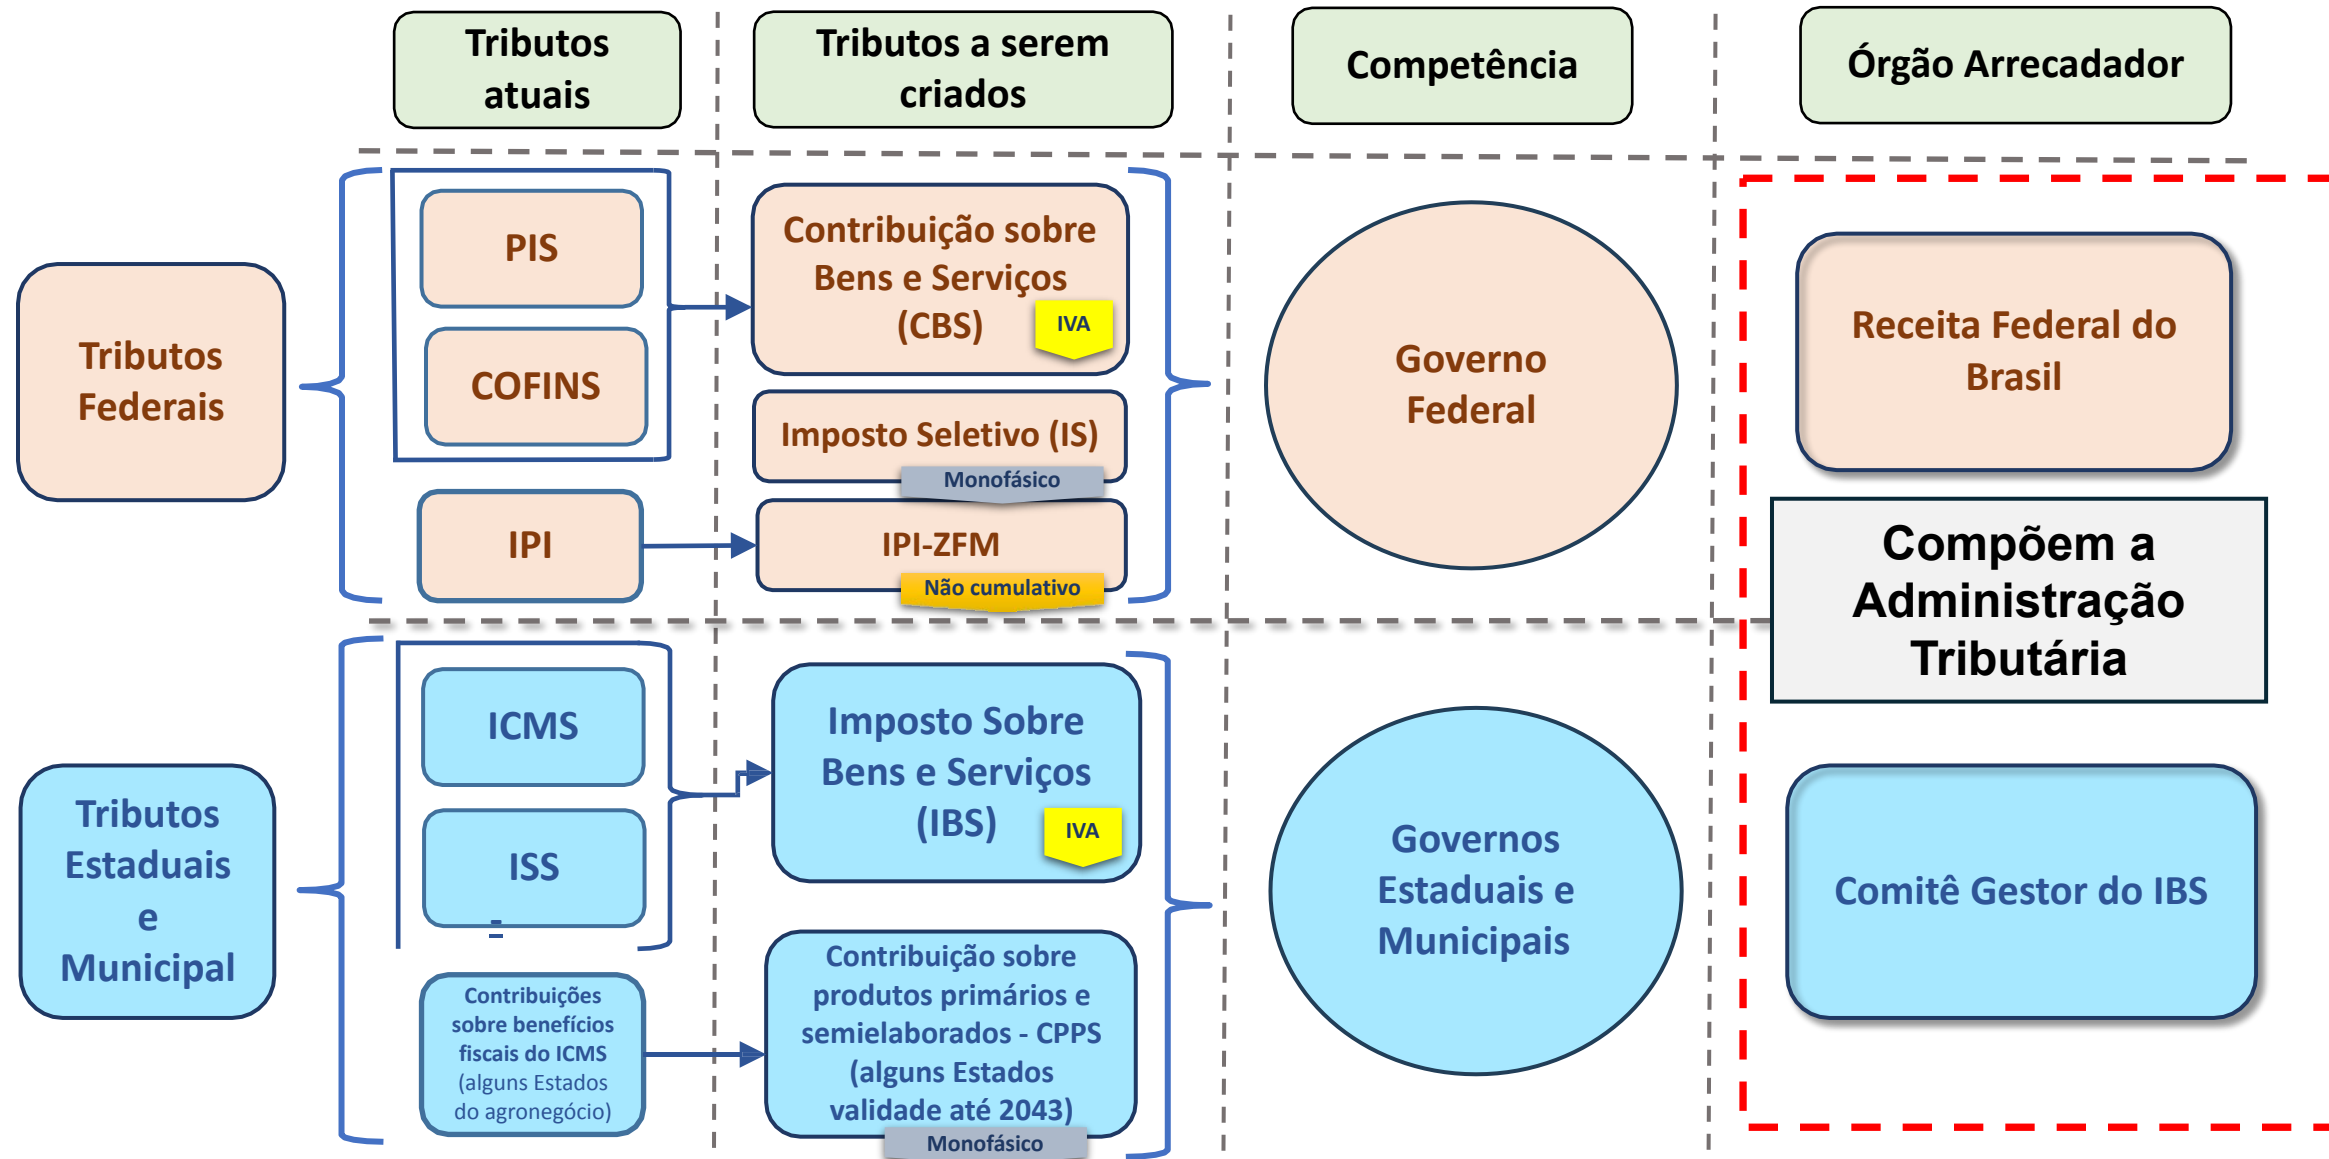 Tributos
atuais
Tributos a serem
criados
Competência
Órgão Arrecadador
Tributos
Federais
PIS
COFINS
IPI
Contribuição sobre
Bens e Serviços
(CBS)
IVA
Imposto Seletivo (IS)
Monofásico
IPI-ZFM
Não cumulativo
Governo
Federal
Receita Federal do
Brasil
Compõem a
Administração
Tributária
Tributos
Estaduais
e
Municipal
ICMS
ISS
-
Contribuições
sobre benefícios
fiscais do ICMS
(alguns Estados
do agronegócio)
Imposto Sobre
Bens e Serviços
(IBS)
IVA
Contribuição sobre
produtos primários e
semielaborados - CPPS
(alguns Estados
validade até 2043)
Monofásico
Governos
Estaduais e
Municipais
Comitê Gestor do IBS